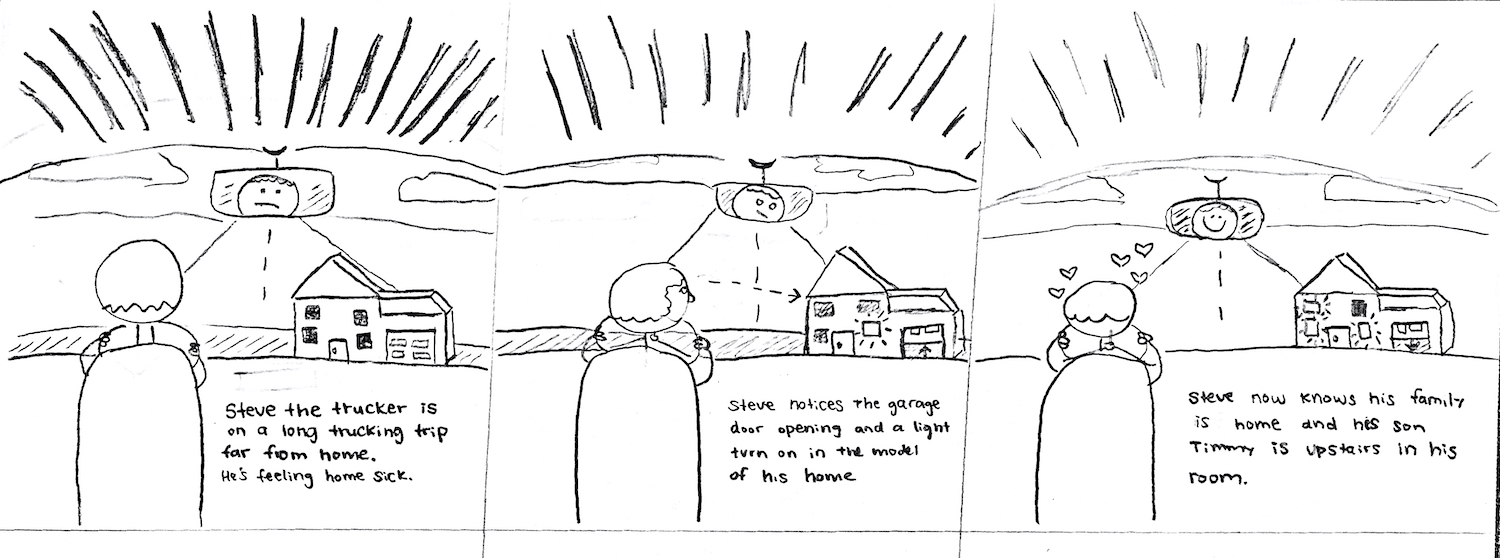 Steve the trucker is
on a long trucking trip
far from home.
He's feeling home sick.
Steve notices the garage
door opening and a light
turn on in the model
of his home
Steve now knows his family
is home and his son
Timmy is upstairs in his
room.